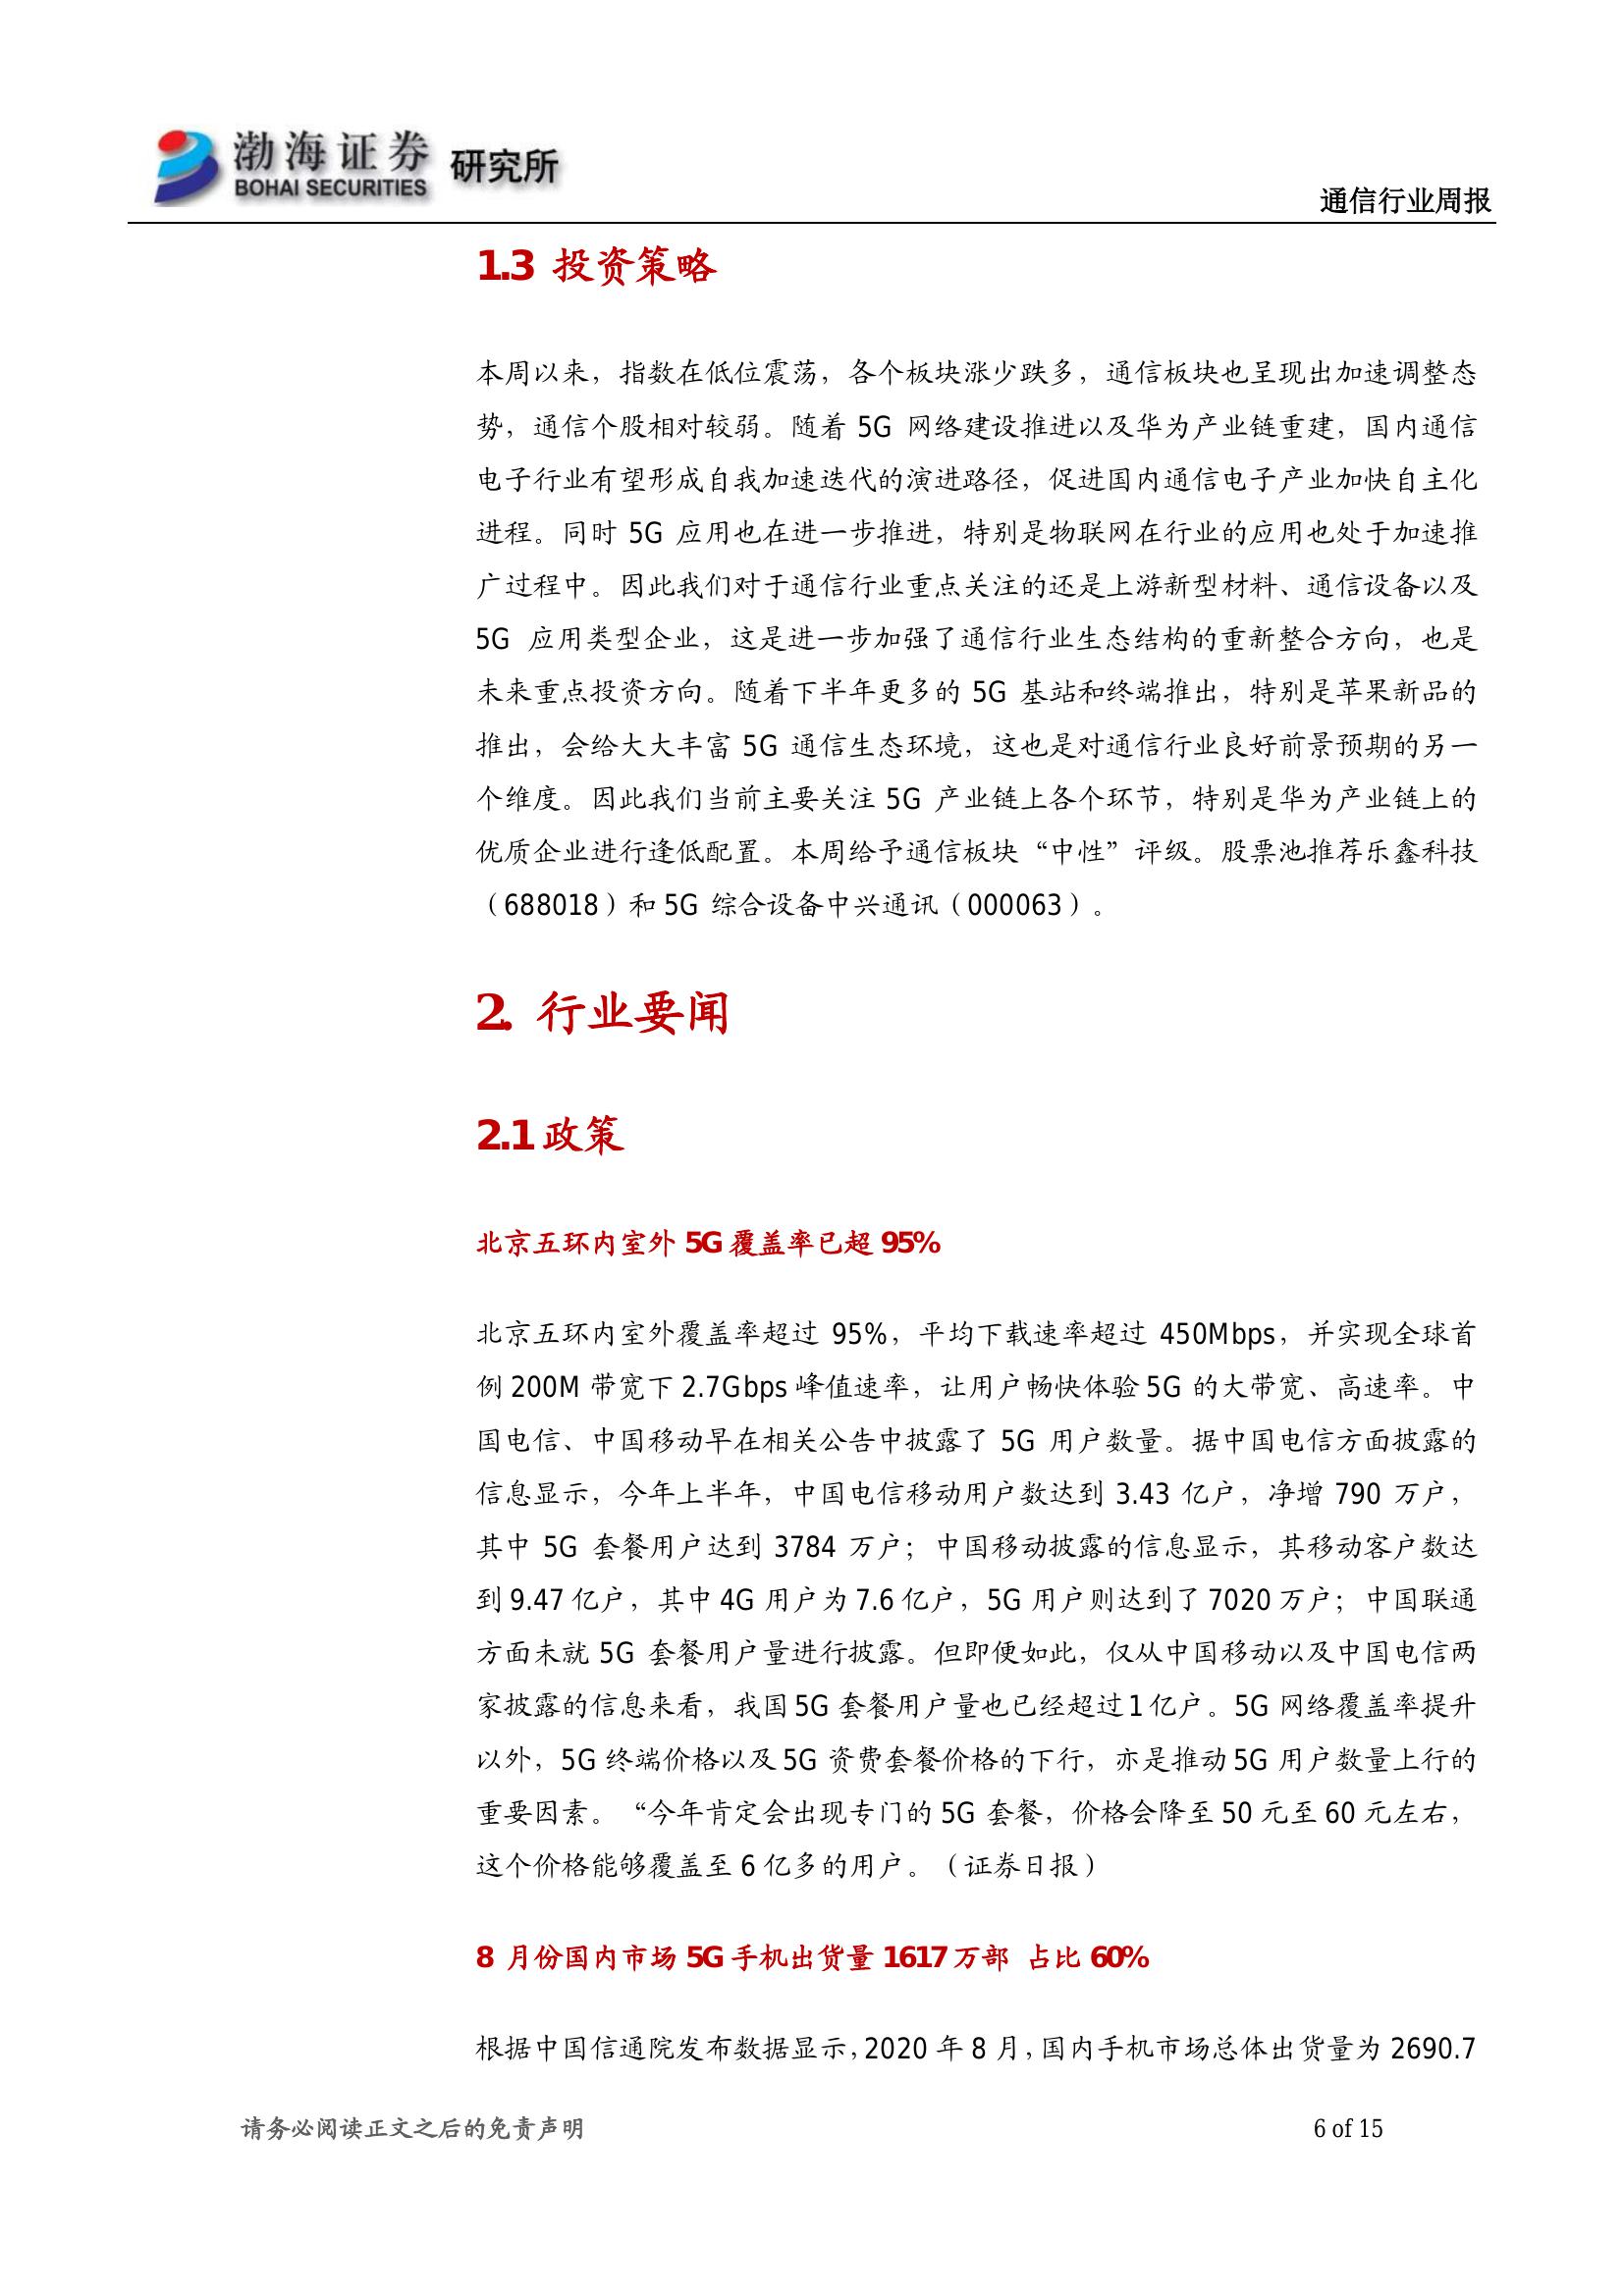 渤海证券 研究所
BOHAI SECURITIES
通信行业周报
1.3 投资策略
本周以来，指数在低位震荡，各个板块涨少跌多，通信板块也呈现出加速调整态
势，通信个股相对较弱。随着 5G 网络建设推进以及华为产业链重建，国内通信
电子行业有望形成自我加速迭代的演进路径，促进国内通信电子产业加快自主化
进程。同时 5G 应用也在进一步推进，特别是物联网在行业的应用也处于加速推
广过程中。因此我们对于通信行业重点关注的还是上游新型材料、通信设备以及
5G 应用类型企业，这是进一步加强了通信行业生态结构的重新整合方向，也是
未来重点投资方向。随着下半年更多的 5G 基站和终端推出，特别是苹果新品的
推出，会给大大丰富 5G 通信生态环境，这也是对通信行业良好前景预期的另一
个维度。因此我们当前主要关注 5G 产业链上各个环节，特别是华为产业链上的
优质企业进行逢低配置。本周给予通信板块“中性”评级。股票池推荐乐鑫科技
（688018）和 5G 综合设备中兴通讯（000063）。
2. 行业要闻
2.1 政策
北京五环内室外 5G 覆盖率已超 95%
北京五环内室外覆盖率超过 95%，平均下载速率超过 450Mbps，并实现全球首
例 200M 带宽下 2.7Gbps 峰值速率，让用户畅快体验 5G 的大带宽、高速率。中
国电信、中国移动早在相关公告中披露了 5G 用户数量。据中国电信方面披露的
信息显示，今年上半年，中国电信移动用户数达到 3.43 亿户，净增 790 万户，
其中 5G 套餐用户达到 3784 万户；中国移动披露的信息显示，其移动客户数达
到 9.47 亿户，其中 4G 用户为 7.6 亿户，5G 用户则达到了 7020 万户；中国联通
方面未就 5G 套餐用户量进行披露。但即便如此，仅从中国移动以及中国电信两
家披露的信息来看，我国 5G 套餐用户量也已经超过 1 亿户。5G 网络覆盖率提升
以外，5G 终端价格以及 5G 资费套餐价格的下行，亦是推动 5G 用户数量上行的
重要因素。“今年肯定会出现专门的 5G 套餐，价格会降至 50 元至 60 元左右，
这个价格能够覆盖至 6 亿多的用户。（证券日报）
8 月份国内市场 5G 手机出货量 1617 万部 占比 60%
根据中国信通院发布数据显示，2020 年 8 月，国内手机市场总体出货量为 2690.7
请务必阅读正文之后的免责声明
6 of 15